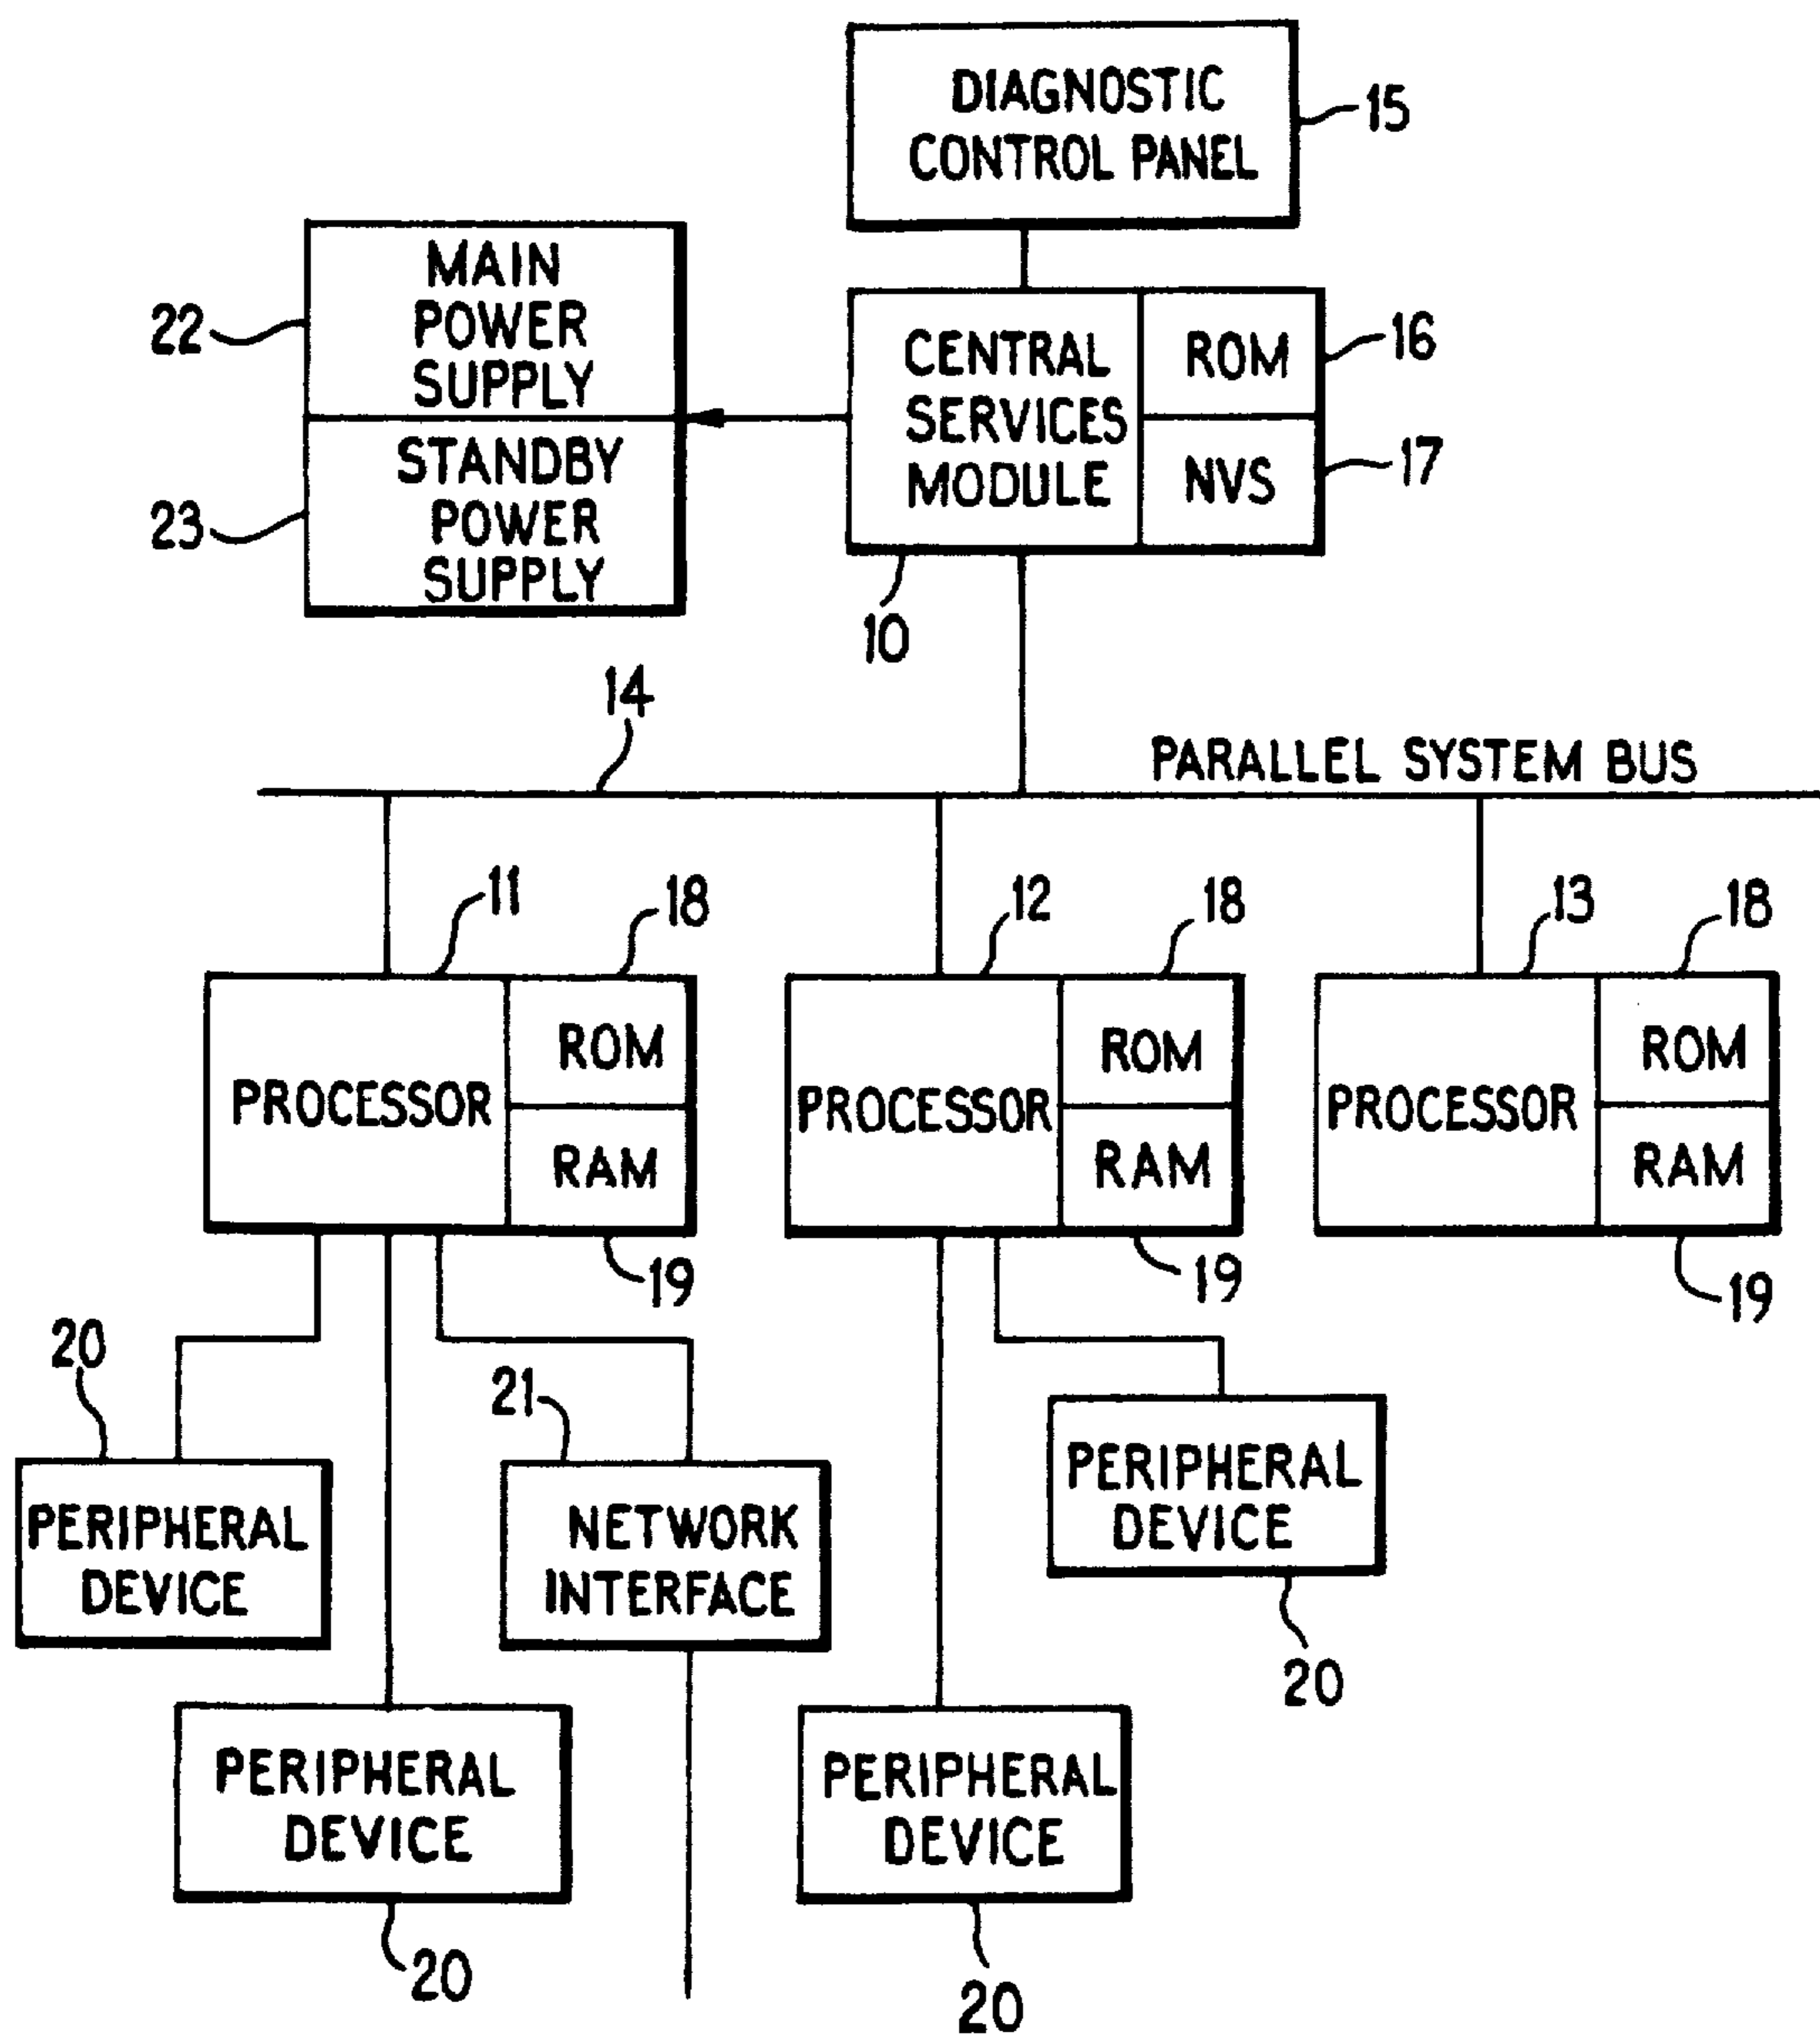 DIAGNOSTIC
CONTROL PANEL
15
MAIN
POWER
SUPPLY
22
STANDBY
POWER
SUPPLY
23
CENTRAL
SERVICES
MODULE
10
ROM
16
NVS
17
14
PARALLEL SYSTEM BUS
11
18
12
18
13
18
PROCESSOR
ROM
RAM
19
PROCESSOR
ROM
RAM
19
PROCESSOR
ROM
RAM
19
20
PERIPHERAL
DEVICE
21
NETWORK
INTERFACE
PERIPHERAL
DEVICE
20
PERIPHERAL
DEVICE
20
PERIPHERAL
DEVICE
20